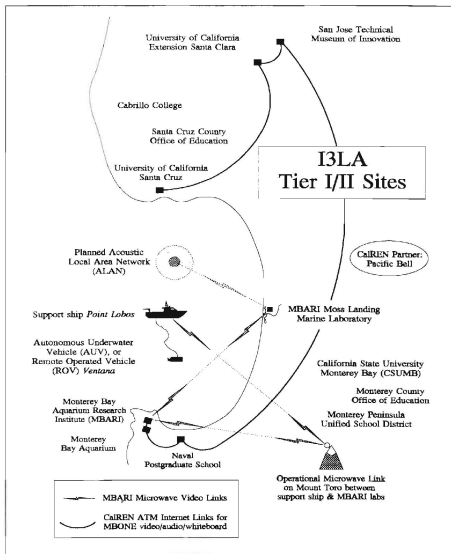 University of California
Extension Santa Clara
San Jose Technical
Museum of Innovation
Cabrillo College
Santa Cruz County
Office of Education
University of California
Santa Cruz
I3LA
Tier I/II Sites
Planned Acoustic
Local Area Network
(ALAN)
CalREN Partner:
Pacific Bell
Support ship Point Lobos
MBARI Moss Landing
Marine Laboratory
Autonomous Underwater
Vehicle (AUV), or
Remote Operated Vehicle
(ROV) Ventana
California State University
Monterey Bay (CSUMB)
Monterey County
Office of Education
Monterey Peninsula
Unified School District
Monterey Bay
Aquarium Research
Institute (MBARI)
Monterey
Bay Aquarium
Naval
Postgraduate School
Operational Microwave Link
on Mount Toro between
support ship & MBARI labs
MBARI Microwave Video Links
CalREN ATM Internet Links for
MBONE video/audio/whiteboard